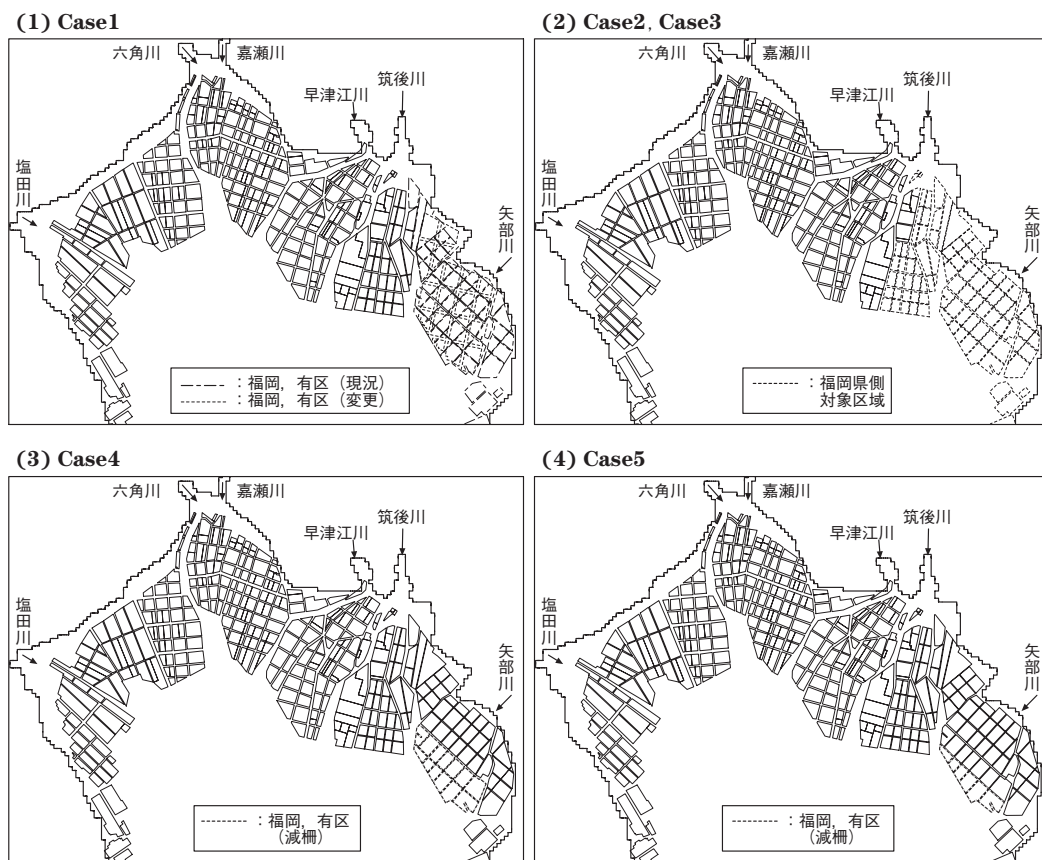 (1) Case1
六角川
嘉瀬川
早津江川
筑後川
塩田川
矢部川
：福岡，有区（現況）
：福岡，有区（変更）
(2) Case2, Case3
六角川
嘉瀬川
早津江川
筑後川
塩田川
矢部川
：福岡県側
対象区域
(3) Case4
六角川
嘉瀬川
早津江川
筑後川
塩田川
矢部川
：福岡，有区
（減柵）
(4) Case5
六角川
嘉瀬川
早津江川
筑後川
塩田川
矢部川
：福岡，有区
（減柵）